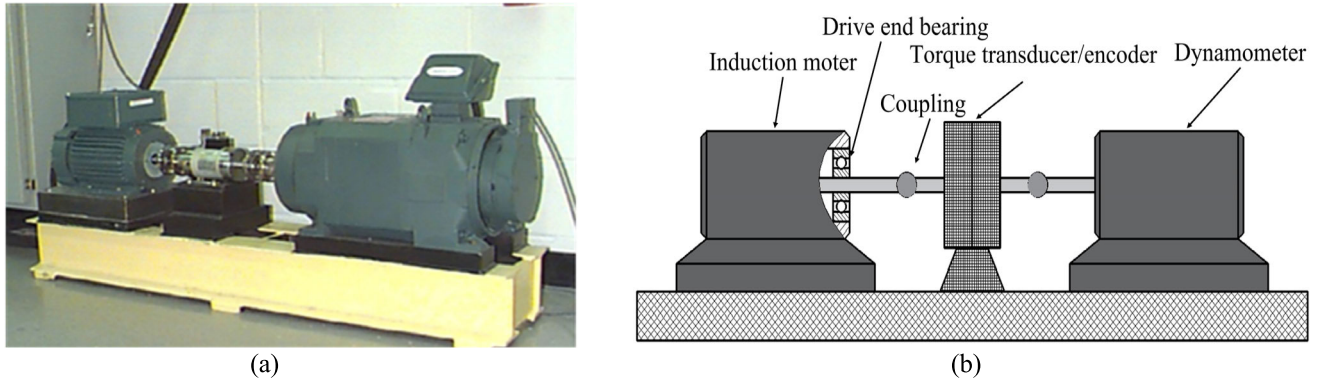 Drive end bearing
Induction moter
Torque transducer/encoder
Dynamometer
Coupling
(a)
(b)